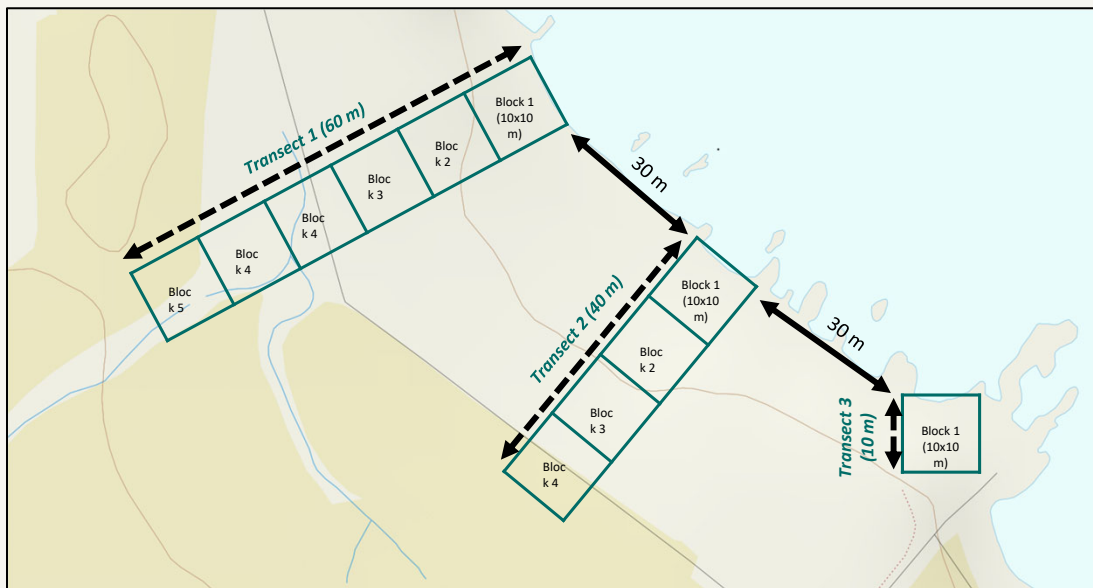 Transect 1 (60 m)
Block 1
(10x10
m)
Bloc
k 2
Bloc
k 3
Bloc
k 4
Bloc
k 4
Bloc
k 5
30 m
Transect 2 (40 m)
Block 1
(10x10
m)
Bloc
k 2
Bloc
k 3
Bloc
k 4
30 m
Transect 3
(10 m)
Block 1
(10x10
m)